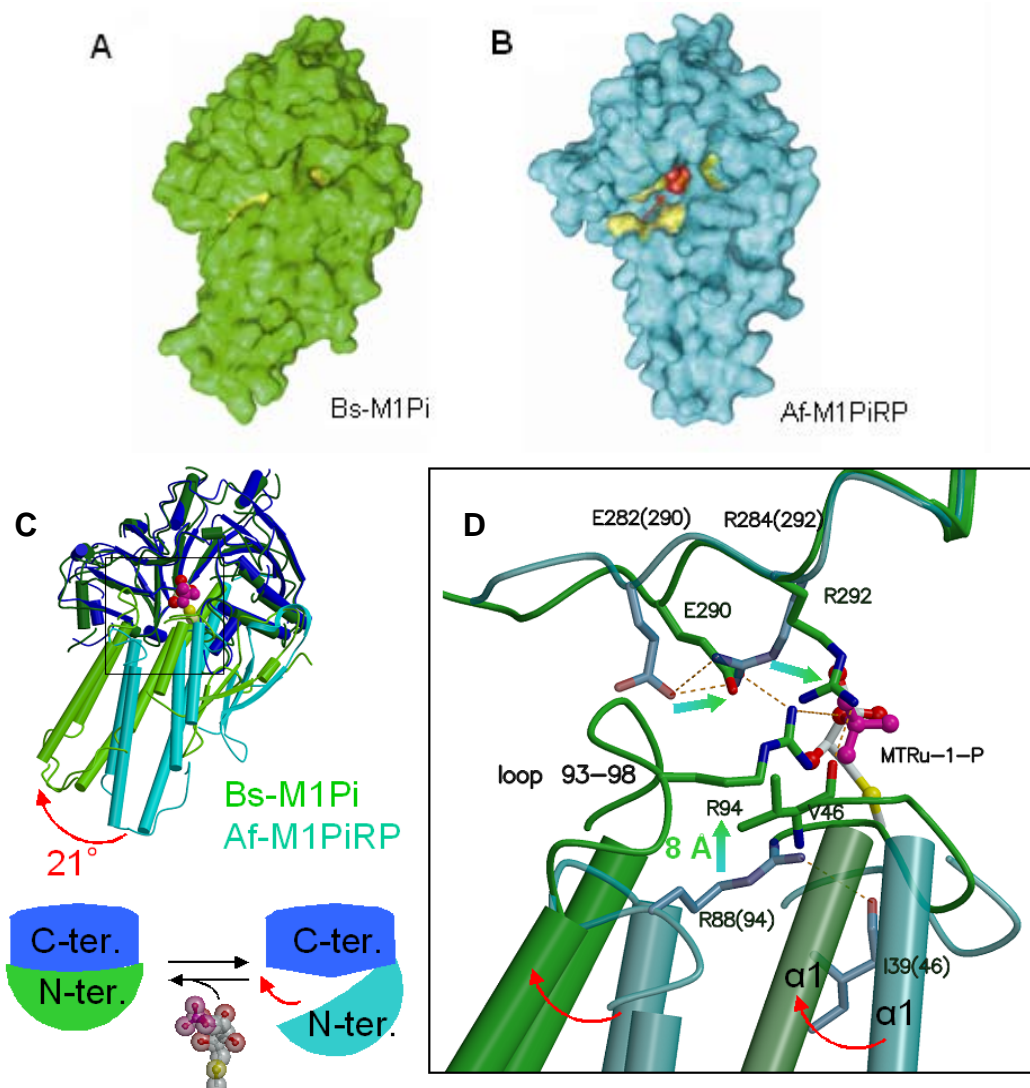 A
B
Bs-M1Pi
Af-M1PiRP
C
Bs-M1Pi
Af-M1PiRP
21°
C-ter.
N-ter.
C-ter.
N-ter.
D
E282(290)
R284(292)
R292
E290
MTRu-1-P
loop 93-98
R94
V46
8 Å
R88(94)
I39(46)
α1
α1